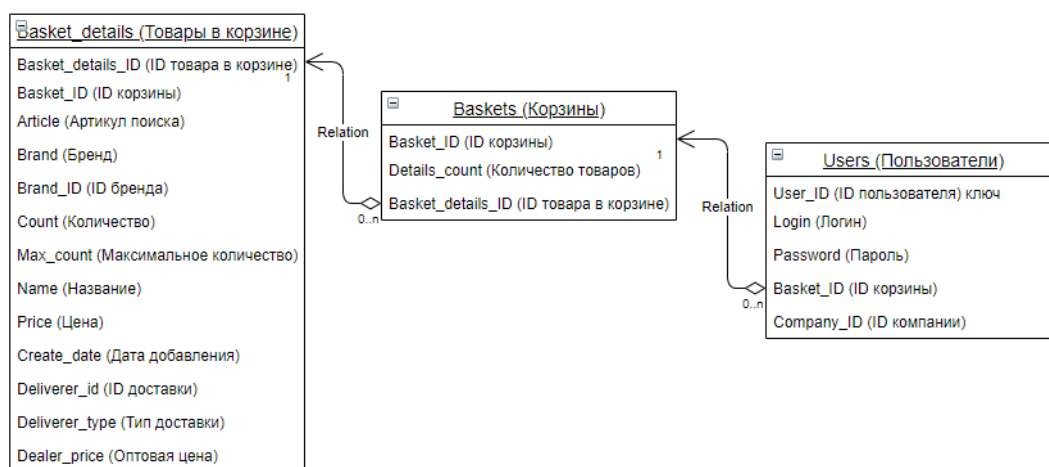 Basket_details (Товары в корзине)
Basket_details_ID (ID товара в корзине)
1
Basket_ID (ID корзины)
Article (Артикул поиска)
Brand (Бренд)
Brand_ID (ID бренда)
Count (Количество)
Max_count (Максимальное количество)
Name (Название)
Price (Цена)
Create_date (Дата добавления)
Deliverer_id (ID доставки)
Deliverer_type (Тип доставки)
Dealer_price (Оптовая цена)
Relation
0..n
Baskets (Корзины)
Basket_ID (ID корзины)
1
Details_count (Количество товаров)
Basket_details_ID (ID товара в корзине)
Relation
0..n
Users (Пользователи)
User_ID (ID пользователя) ключ
Login (Логин)
Password (Пароль)
Basket_ID (ID корзины)
Company_ID (ID компании)